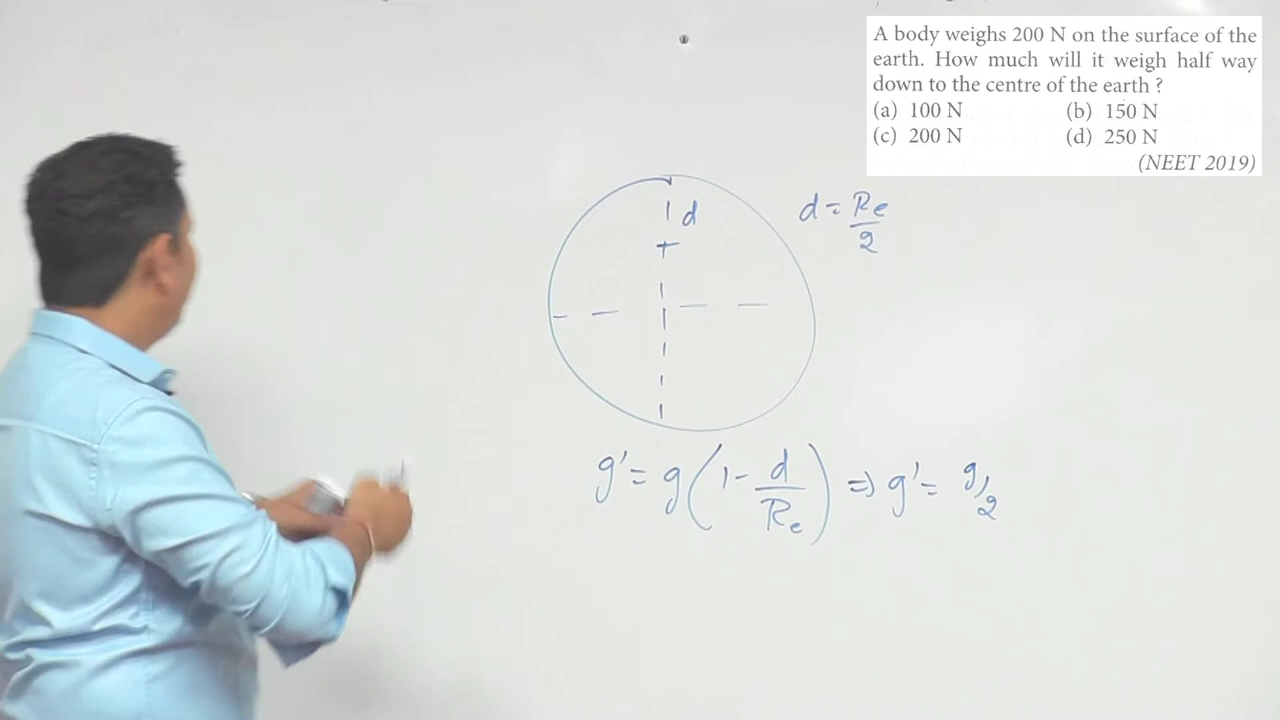 A body weighs 200 N on the surface of the
earth. How much will it weigh half way
down to the centre of the earth ?
(a) 100 N (b) 150 N
(c) 200 N (d) 250 N
(NEET 2019)
d
d = Re/2
g' = g(1 - d/Re) ⇒ g' = g/2